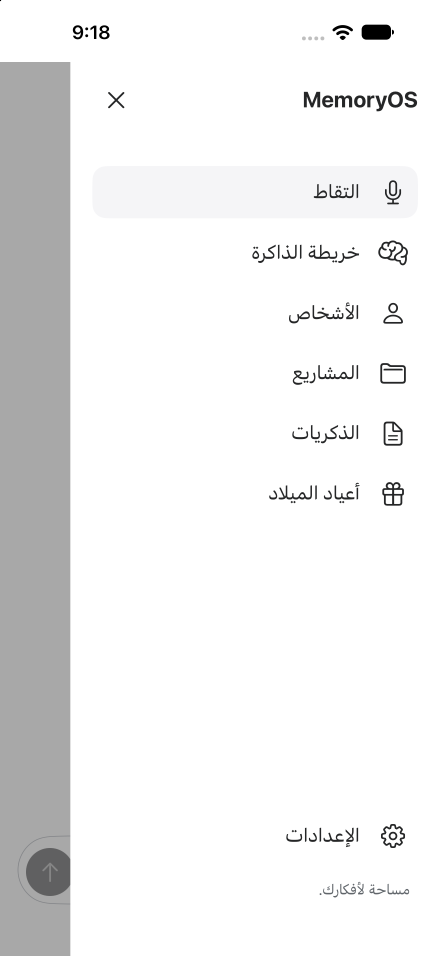 9:18
MemoryOS
التقاط
خريطة الذاكرة
الأشخاص
المشاريع
الذكريات
أعياد الميلاد
الإعدادات
مساحة لأفكارك.